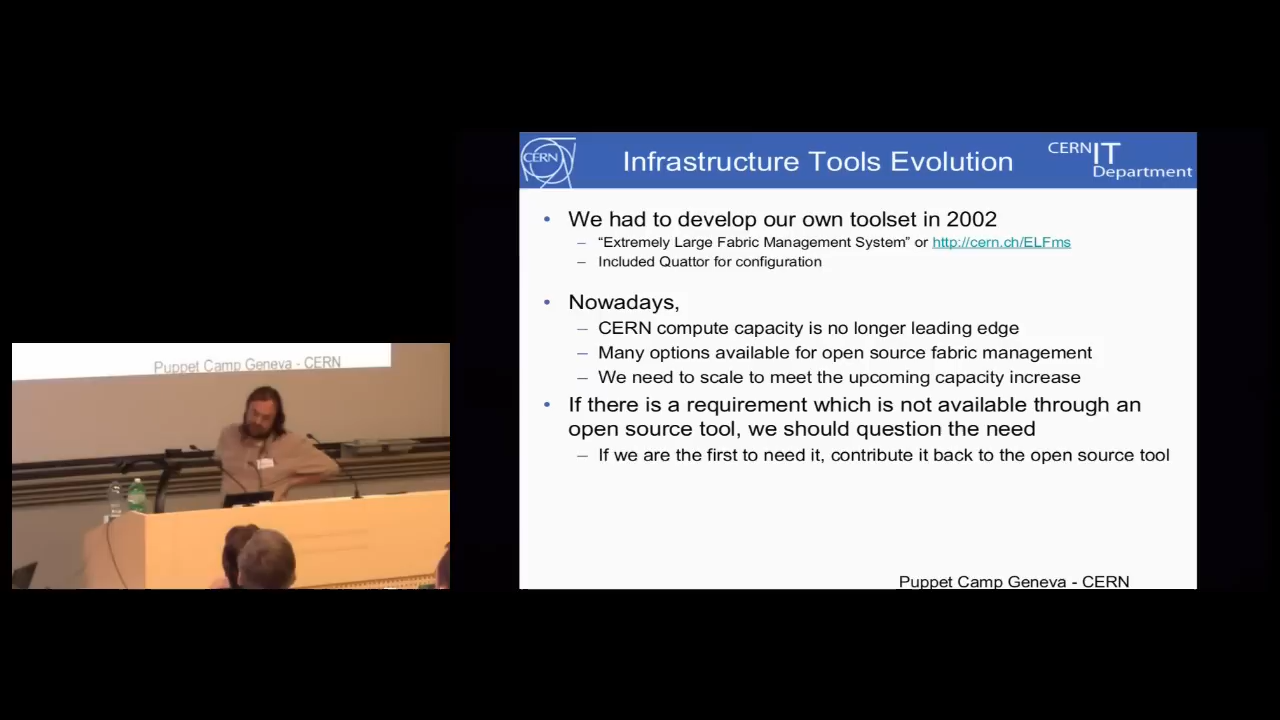 CERN
Infrastructure Tools Evolution
CERN IT
Department
• We had to develop our own toolset in 2002
– “Extremely Large Fabric Management System” or http://cern.ch/ELFms
– Included Quattor for configuration
• Nowadays,
– CERN compute capacity is no longer leading edge
– Many options available for open source fabric management
– We need to scale to meet the upcoming capacity increase
• If there is a requirement which is not available through an
open source tool, we should question the need
– If we are the first to need it, contribute it back to the open source tool
Puppet Camp Geneva - CERN
Puppet Camp Geneva - CERN